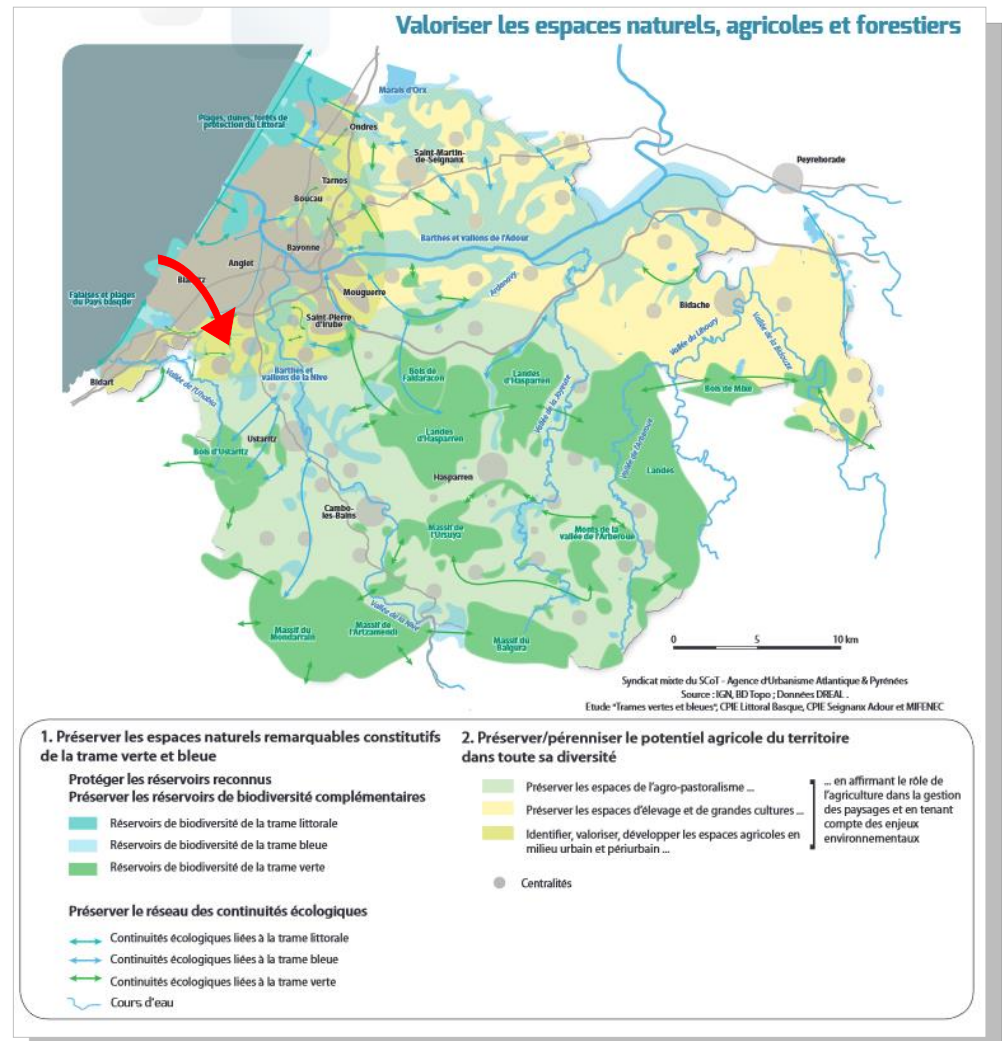 Valoriser les espaces naturels, agricoles et forestiers
Marais d'Orx
Plages, dunes, forêts de
protection du Littoral
Ondres
Saint-Martin-
de-Seignanx
Peyrehorade
Tarnos
Boucau
Barthes et vallons de l'Adour
Bayonne
Anglet
Mouguerre
Falaises et plages
du Pays basque
Saint-Pierre
d'Irube
Bidache
Vallée du Lihoury
Vallée de la Bidouze
Bidart
Vallée de l'Uhabia
Barthes et
vallons de la Nive
Bois de
Faldaracon
Landes
d'Hasparren
Bois de Mixe
Vallée de la Joyeuse
Landes
d'Hasparren
Ustaritz
Bois d'Ustaritz
Vallée de l'Arberoue
Landes
Hasparren
Cambo-
les-Bains
Massif de
l'Ursuya
Monts de la
vallée de l'Arberoue
Vallée de la Nive
Massif du
Mondarrain
Massif de
l'Artzamendi
Massif du
Baigura
0 5 10 km
Syndicat mixte du SCoT - Agence d'Urbanisme Atlantique & Pyrénées
Source : IGN, BD Topo ; Données DREAL .
Etude "Trames vertes et bleues", CPIE Littoral Basque, CPIE Seignanx Adour et MIFENEC
1. Préserver les espaces naturels remarquables constitutifs
de la trame verte et bleue
Protéger les réservoirs reconnus
Préserver les réservoirs de biodiversité complémentaires
Réservoirs de biodiversité de la trame littorale
Réservoirs de biodiversité de la trame bleue
Réservoirs de biodiversité de la trame verte
Préserver le réseau des continuités écologiques
Continuités écologiques liées à la trame littorale
Continuités écologiques liées à la trame bleue
Continuités écologiques liées à la trame verte
Cours d'eau
2. Préserver/pérenniser le potentiel agricole du territoire
dans toute sa diversité
Préserver les espaces de l'agro-pastoralisme ...
Préserver les espaces d'élevage et de grandes cultures ...
Identifier, valoriser, développer les espaces agricoles en
milieu urbain et périurbain ...
... en affirmant le rôle de
l'agriculture dans la gestion
des paysages et en tenant
compte des enjeux
environnementaux
Centralités